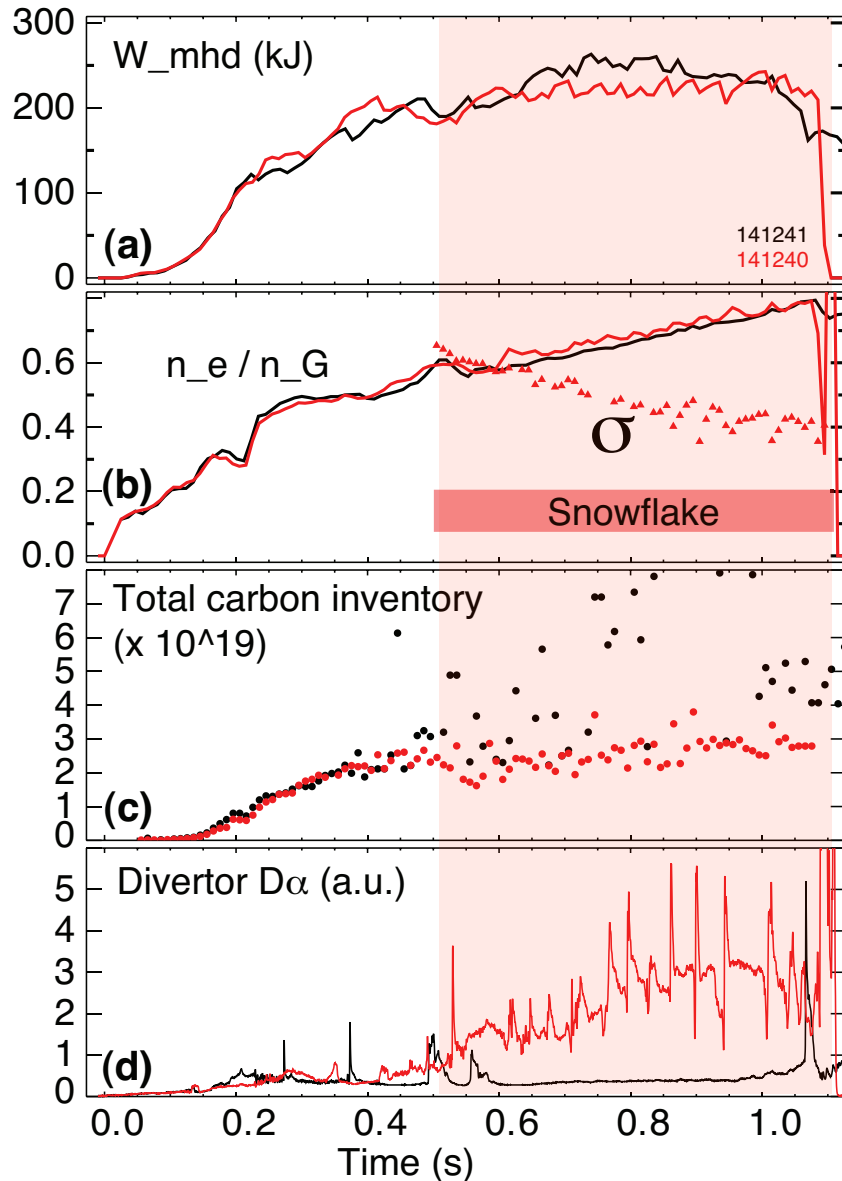 300
W_mhd (kJ)
200
100
(a)
141241
141240
0
n_e / n_G
0.6
0.4
σ
(b)
0.2
Snowflake
0.0
7
Total carbon inventory
6
(x 10^19)
5
4
3
2
1
(c)
0
5
Divertor Dα (a.u.)
4
3
2
1
(d)
0
0.0 0.2 0.4 0.6 0.8 1.0
Time (s)